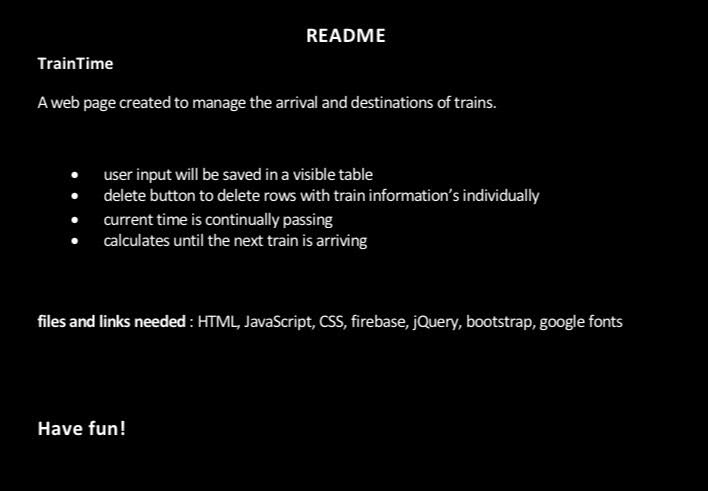 README
TrainTime
A web page created to manage the arrival and destinations of trains.
• user input will be saved in a visible table
• delete button to delete rows with train information's individually
• current time is continually passing
• calculates until the next train is arriving
files and links needed : HTML, JavaScript, CSS, firebase, jQuery, bootstrap, google fonts
Have fun!